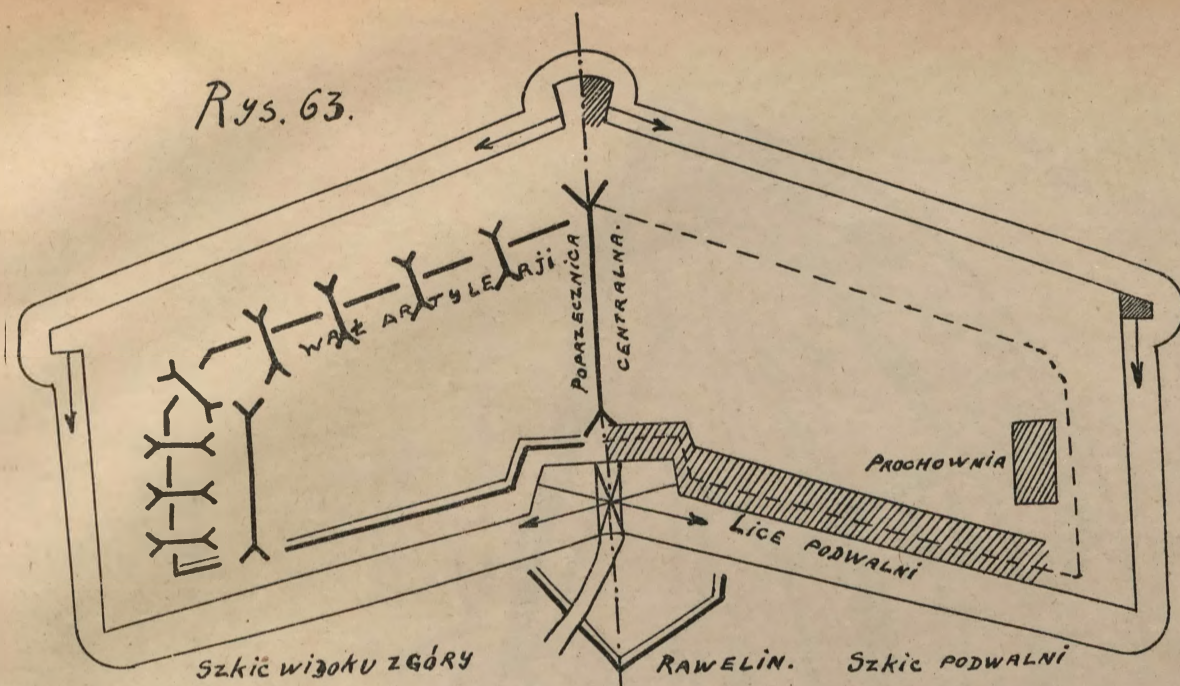 Rys. 63.
WAŁ ARTYLERJI.
POPRZECZNICA
CENTRALNA.
PROCHOWNIA
LICE PODWALNI
SZKIC WIDOKU ZGÓRY
RAWELIN.
SZKIC PODWALNI